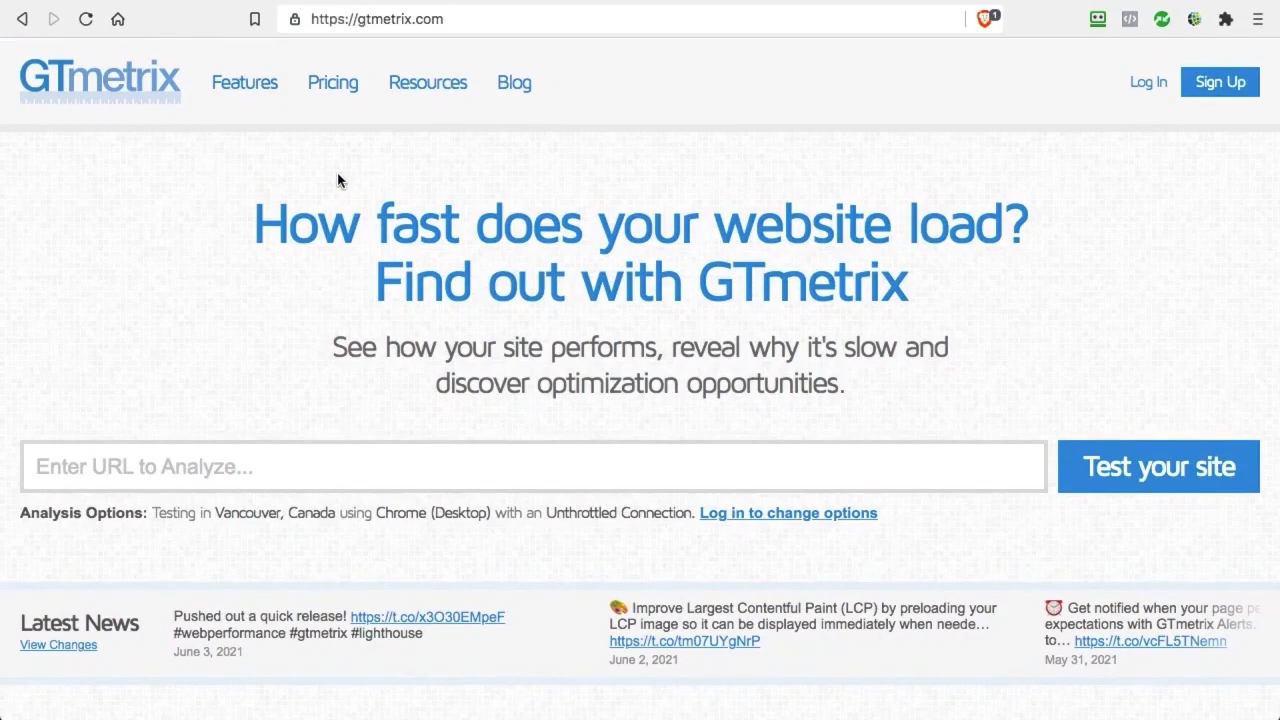 https://gtmetrix.com
1
GTmetrix
Features
Pricing
Resources
Blog
Log In
Sign Up
How fast does your website load?
Find out with GTmetrix
See how your site performs, reveal why it's slow and
discover optimization opportunities.
Enter URL to Analyze...
Test your site
Analysis Options: Testing in Vancouver, Canada using Chrome (Desktop) with an Unthrottled Connection. Log in to change options
Latest News
View Changes
Pushed out a quick release! https://t.co/x3O30EMpeF
#webperformance #gtmetrix #lighthouse
June 3, 2021
🎨 Improve Largest Contentful Paint (LCP) by preloading your
LCP image so it can be displayed immediately when neede…
https://t.co/tm07UYgNrP
June 2, 2021
⏰ Get notified when your page
expectations with GTmetrix Alerts.
to… https://t.co/vcFL5TNemn
May 31, 2021